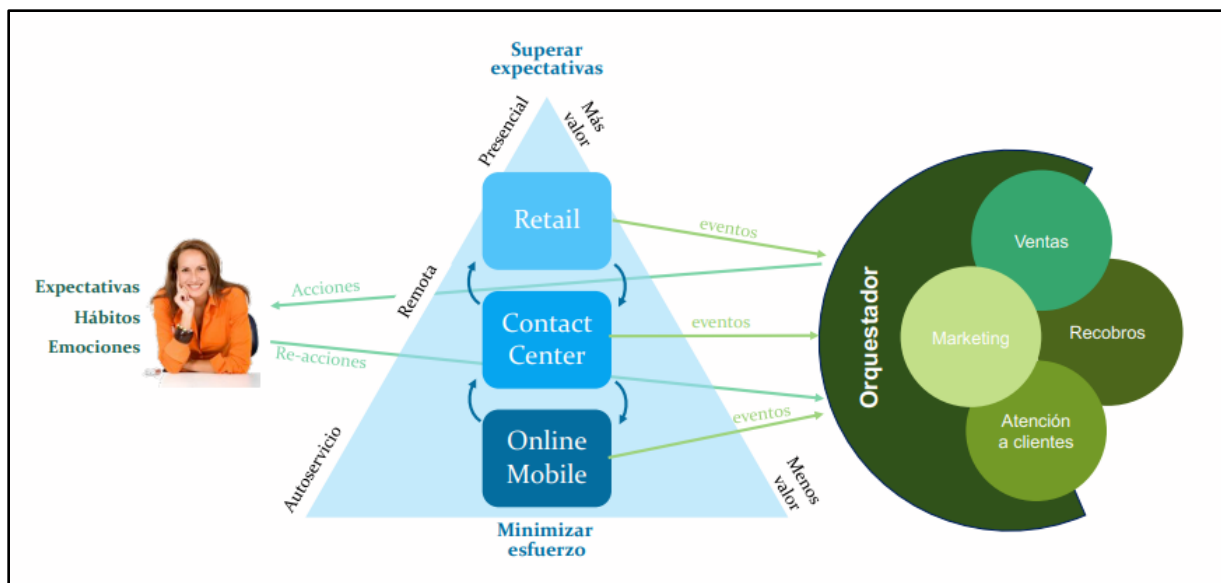 Superar
expectativas
Presencial
Más
valor
Retail
eventos
Ventas
Expectativas
Hábitos
Emociones
Acciones
Remota
Contact
Center
eventos
Orquestador
Marketing
Recobros
Re-acciones
Autoservicio
Online
Mobile
eventos
Atención
a clientes
Menos
valor
Minimizar
esfuerzo